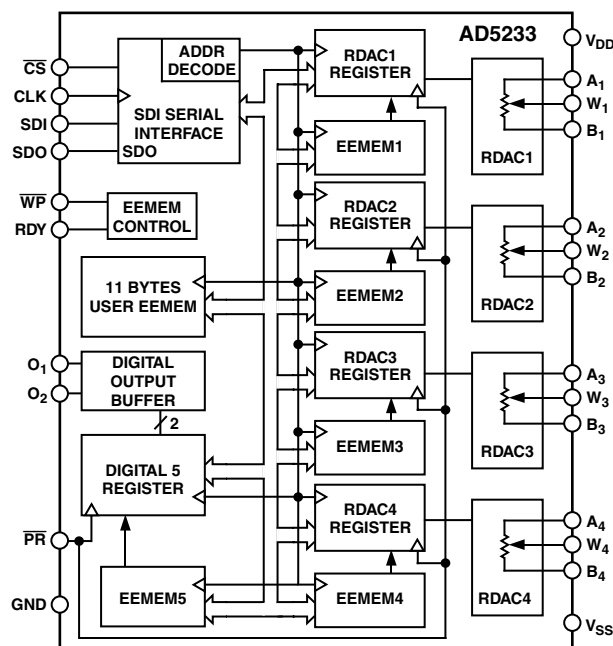 AD5233
CS
CLK
SDI
SDO
WP
RDY
O1
O2
PR
GND
ADDR
DECODE
SDI SERIAL
INTERFACE
SDO
EEMEM
CONTROL
11 BYTES
USER EEMEM
DIGITAL
OUTPUT
BUFFER
2
DIGITAL 5
REGISTER
EEMEM5
RDAC1
REGISTER
EEMEM1
RDAC2
REGISTER
EEMEM2
RDAC3
REGISTER
EEMEM3
RDAC4
REGISTER
EEMEM4
RDAC1
RDAC2
RDAC3
RDAC4
VDD
A1
W1
B1
A2
W2
B2
A3
W3
B3
A4
W4
B4
VSS